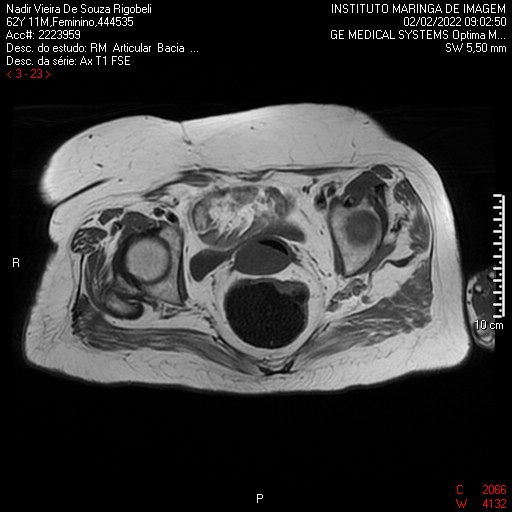 Nadir Vieira De Souza Rigobeli
62Y 11M,Feminino,444535
Acc#: 2223959
Desc. do estudo: RM Articular Bacia ...
Desc. da série: Ax T1 FSE
< 3 - 23 >
INSTITUTO MARINGA DE IMAGEM
02/02/2022 09:02:50
GE MEDICAL SYSTEMS Optima M...
SW 5,50 mm
R
10 cm
P
C 2066
W 4132